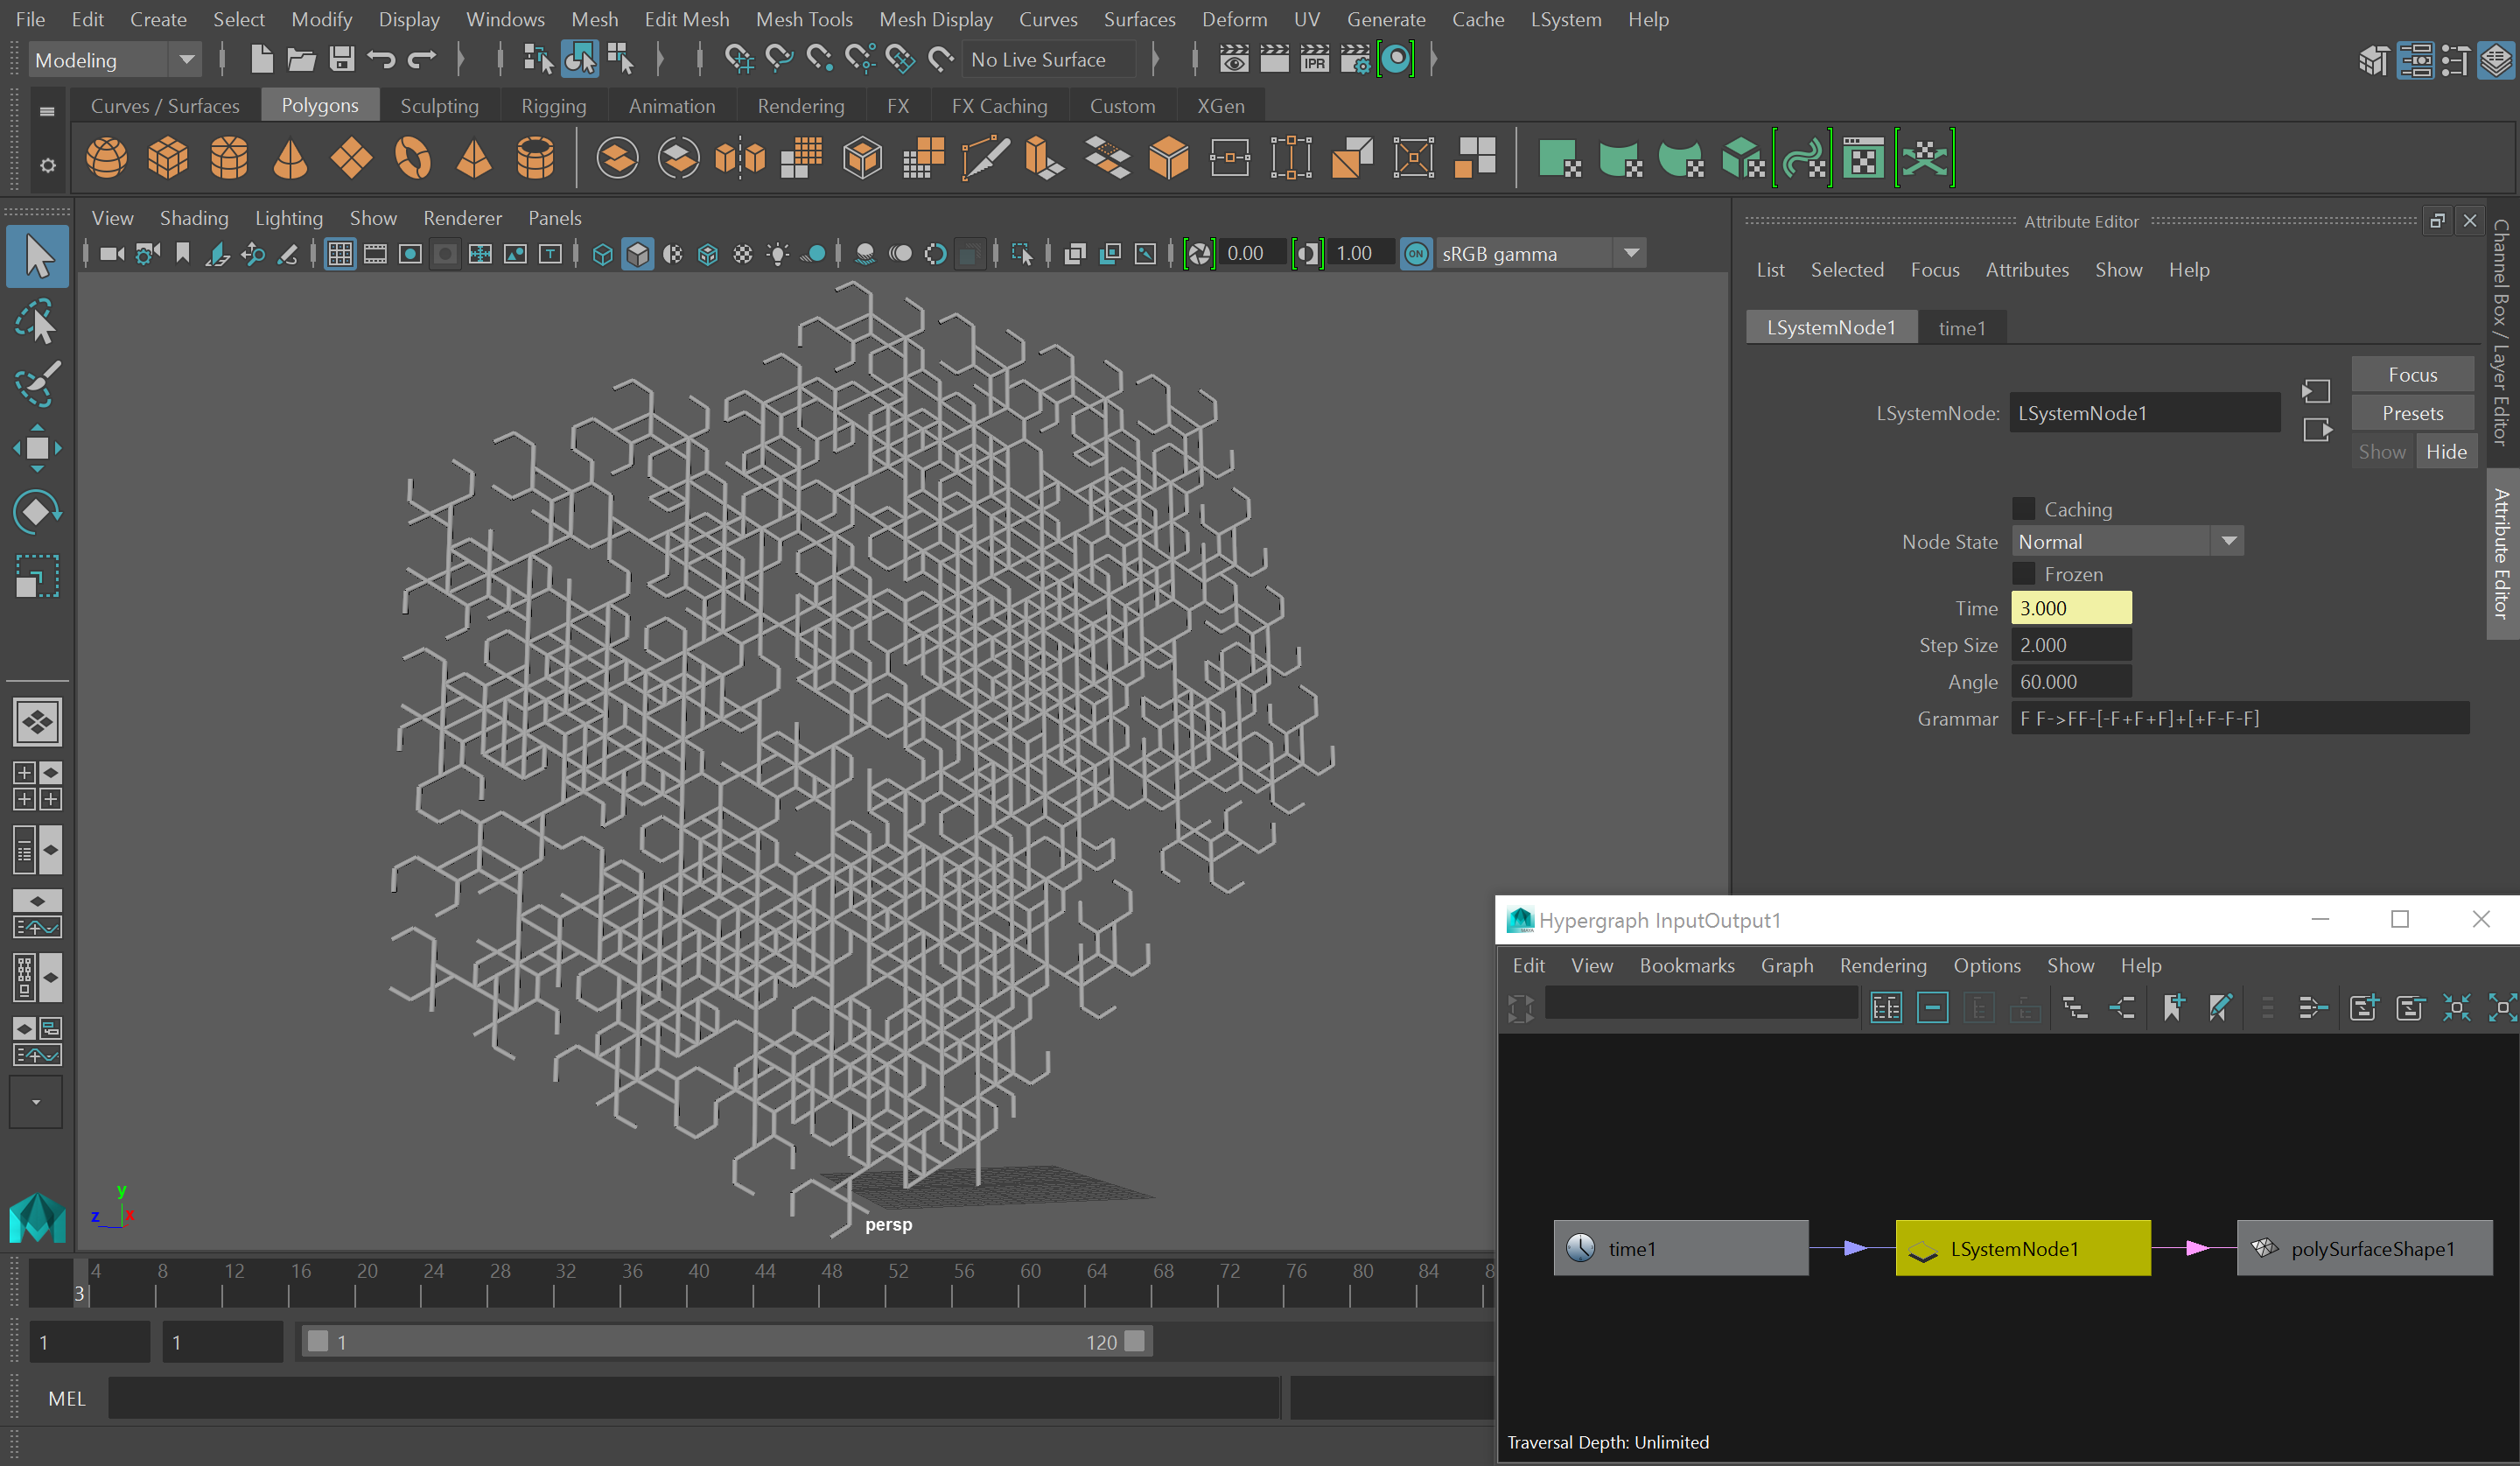 File Edit Create Select Modify Display Windows Mesh Edit Mesh Mesh Tools Mesh Display Curves Surfaces Deform UV Generate Cache LSystem Help
Modeling
No Live Surface
IPR
Curves / Surfaces Polygons Sculpting Rigging Animation Rendering FX FX Caching Custom XGen
View Shading Lighting Show Renderer Panels
0.00
1.00
ON
sRGB gamma
persp
y
z
x
Attribute Editor
List Selected Focus Attributes Show Help
LSystemNode1 time1
LSystemNode: LSystemNode1
Focus
Presets
Show Hide
Caching
Node State Normal
Frozen
Time 3.000
Step Size 2.000
Angle 60.000
Grammar F F->FF-[-F+F+F]+[+F-F-F]
Channel Box / Layer Editor
Attribute Editor
Hypergraph InputOutput1
Edit View Bookmarks Graph Rendering Options Show Help
time1
LSystemNode1
polySurfaceShape1
Traversal Depth: Unlimited
4 8 12 16 20 24 28 32 36 40 44 48 52 56 60 64 68 72 76 80 84 8
3
1 1 1 120
MEL